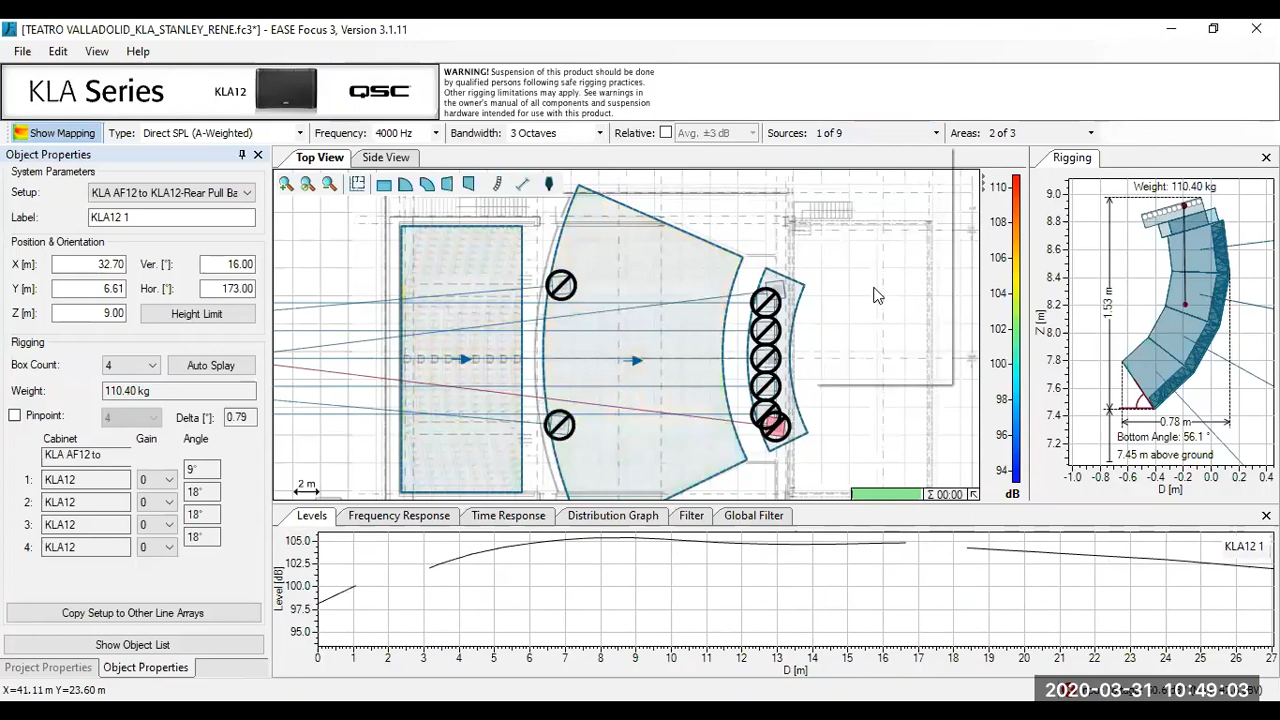 [TEATRO VALLADOLID_KLA_STANLEY_RENE.fc3*] - EASE Focus 3, Version 3.1.11
File Edit View Help
KLA Series KLA12 QSC
WARNING! Suspension of this product should be done
by qualified persons following safe rigging practices.
Other rigging limitations may apply. See warnings in
the owner's manual of all components and suspension
hardware intended for use with this product.
Show Mapping Type: Direct SPL (A-Weighted) Frequency: 4000 Hz Bandwidth: 3 Octaves Relative: Avg. ±3 dB Sources: 1 of 9 Areas: 2 of 3
Object Properties
System Parameters
Setup: KLA AF12 to KLA12-Rear Pull Ba
Label: KLA12 1
Position & Orientation
X [m]: 32.70 Ver. [°]: 16.00
Y [m]: 6.61 Hor. [°]: 173.00
Z [m]: 9.00 Height Limit
Rigging
Box Count: 4 Auto Splay
Weight: 110.40 kg
Pinpoint: 4 Delta [°]: 0.79
Cabinet Gain Angle
KLA AF12 to
9°
1: KLA12 0
18°
2: KLA12 0
18°
3: KLA12 0
18°
4: KLA12 0
Copy Setup to Other Line Arrays
Show Object List
Project Properties Object Properties
X=41.11 m Y=23.60 m
Top View Side View
2 m
Σ 00:00
110
108
106
104
102
100
98
96
94
dB
Rigging
Weight: 110.40 kg
9.0
8.8
8.6
8.4
8.2
8.0
7.8
7.6
7.4
7.2
Z [m]
1.53 m
0.78 m
Bottom Angle: 56.1 °
7.45 m above ground
-1.0 -0.8 -0.6 -0.4 -0.2 0.0 0.2 0.4
D [m]
Levels Frequency Response Time Response Distribution Graph Filter Global Filter
KLA12 1
Level [dB]
105.0
102.5
100.0
97.5
95.0
0 1 2 3 4 5 6 7 8 9 10 11 12 13 14 15 16 17 18 19 20 21 22 23 24 25 26 27
D [m]
2020-03-31 10:49:03